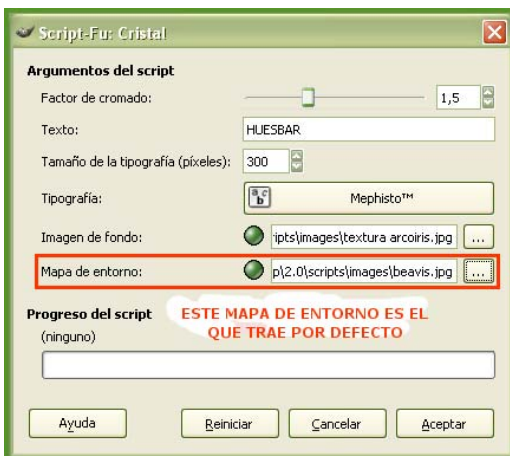 Script-Fu: Cristal
Argumentos del script
Factor de cromado: 1,5
Texto: HUESBAR
Tamaño de la tipografía (píxeles): 300
Tipografía: abc Mephisto™
Imagen de fondo: ipts\images\textura arcoiris.jpg ...
Mapa de entorno: p\2.0\scripts\images\beavis.jpg ...
Progreso del script
ESTE MAPA DE ENTORNO ES EL
(ninguno)
QUE TRAE POR DEFECTO
Ayuda Reiniciar Cancelar Aceptar